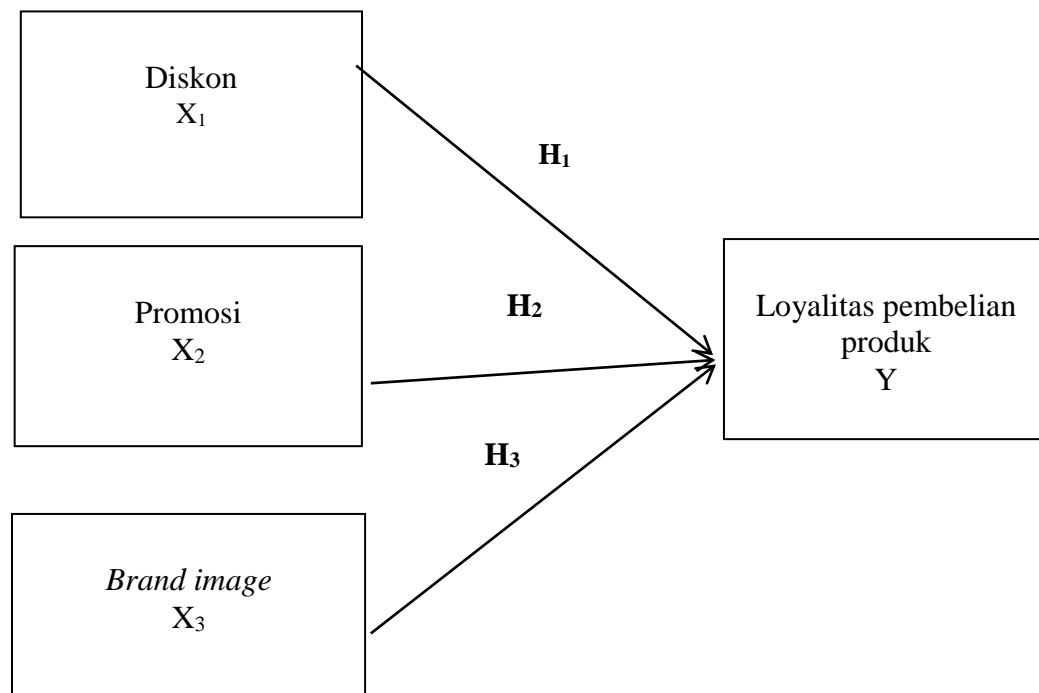 Diskon
X₁
H₁
Promosi
X₂
H₂
Loyalitas pembelian
produk
Y
H₃
Brand image
X₃